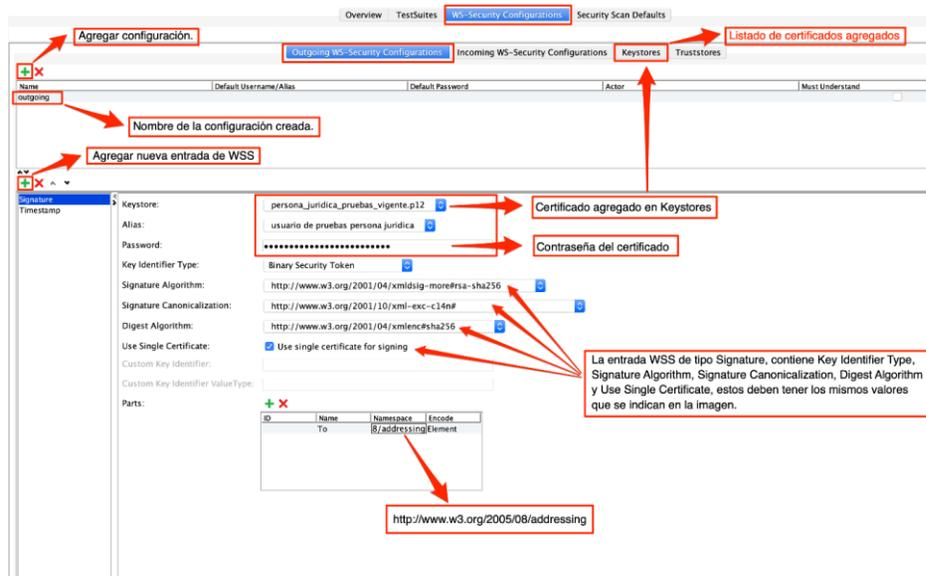 Overview TestSuites WS-Security Configurations Security Scan Defaults
Agregar configuración.
Listado de certificados agregados
Outgoing WS-Security Configurations Incoming WS-Security Configurations Keystores Truststores
Name Default Username/Alias Default Password Actor Must Understand
outgoing
Nombre de la configuración creada.
Agregar nueva entrada de WSS
Signature
Timestamp
Keystore: persona_juridica_pruebas_vigente.p12
Certificado agregado en Keystores
Alias: usuario de pruebas persona juridica
Password: ••••••••••••••••••••••••••
Contraseña del certificado
Key Identifier Type: Binary Security Token
Signature Algorithm: http://www.w3.org/2001/04/xmldsig-more#rsa-sha256
Signature Canonicalization: http://www.w3.org/2001/10/xml-exc-c14n#
Digest Algorithm: http://www.w3.org/2001/04/xmlenc#sha256
Use Single Certificate: Use single certificate for signing
Custom Key Identifier:
Custom Key Identifier ValueType:
La entrada WSS de tipo Signature, contiene Key Identifier Type,
Signature Algorithm, Signature Canonicalization, Digest Algorithm
y Use Single Certificate, estos deben tener los mismos valores
que se indican en la imagen.
Parts:
ID Name Namespace Encode
To 8/addressing Element
http://www.w3.org/2005/08/addressing